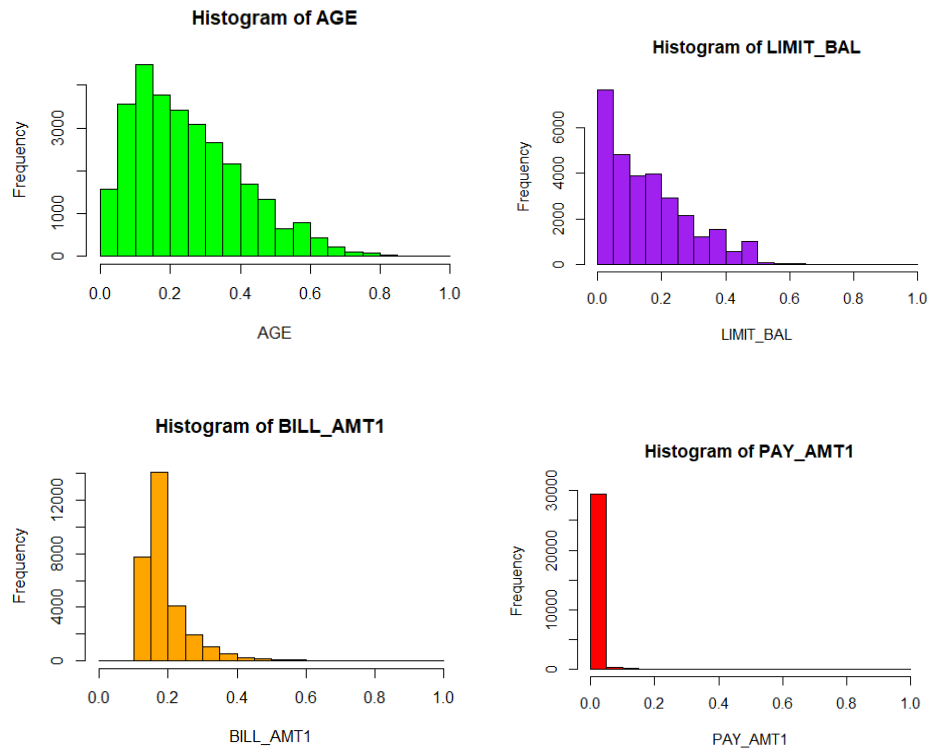 Histogram of AGE
Frequency
0 1000 3000
0.0 0.2 0.4 0.6 0.8 1.0
AGE
Histogram of LIMIT_BAL
Frequency
0 2000 4000 6000
0.0 0.2 0.4 0.6 0.8 1.0
LIMIT_BAL
Histogram of BILL_AMT1
Frequency
0 4000 8000 12000
0.0 0.2 0.4 0.6 0.8 1.0
BILL_AMT1
Histogram of PAY_AMT1
Frequency
0 10000 20000 30000
0.0 0.2 0.4 0.6 0.8 1.0
PAY_AMT1